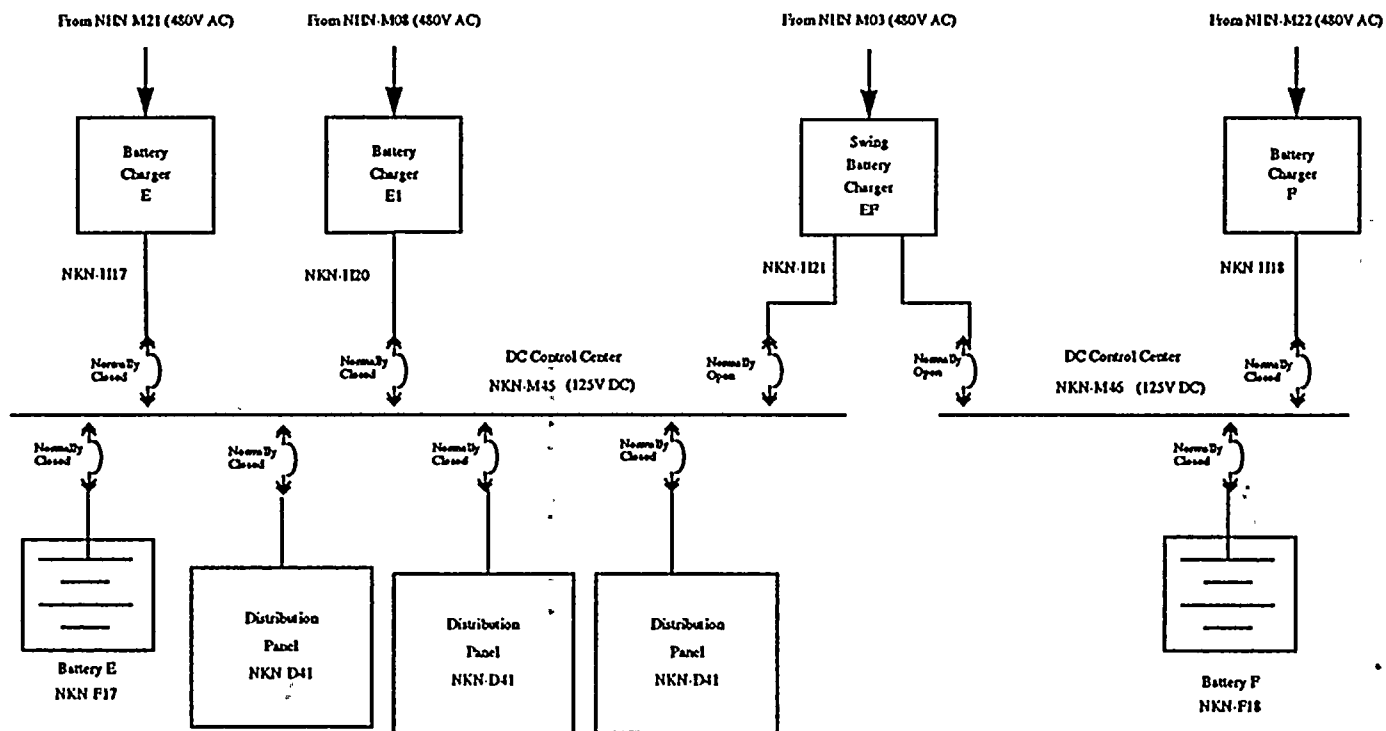 From NHN M21 (480V AC)
From NHN-M08 (480V AC)
From NHN M03 (480V AC)
From NHN-M22 (480V AC)
Battery
Charger
E
Battery
Charger
E1
Swing
Battery
Charger
EF
Battery
Charger
F
NKN-H17
NKN-H20
NKN-H21
NKN-H18
Normally
Closed
Normally
Closed
DC Control Center
NKN-M45 (125V DC)
Normally
Open
Normally
Open
DC Control Center
NKN-M46 (125V DC)
Normally
Closed
Normally
Closed
Normally
Closed
Normally
Closed
Normally
Closed
Normally
Closed
Battery E
NKN F17
Distribution
Panel
NKN D41
Distribution
Panel
NKN-D41
Distribution
Panel
NKN-D41
Battery F
NKN-F18